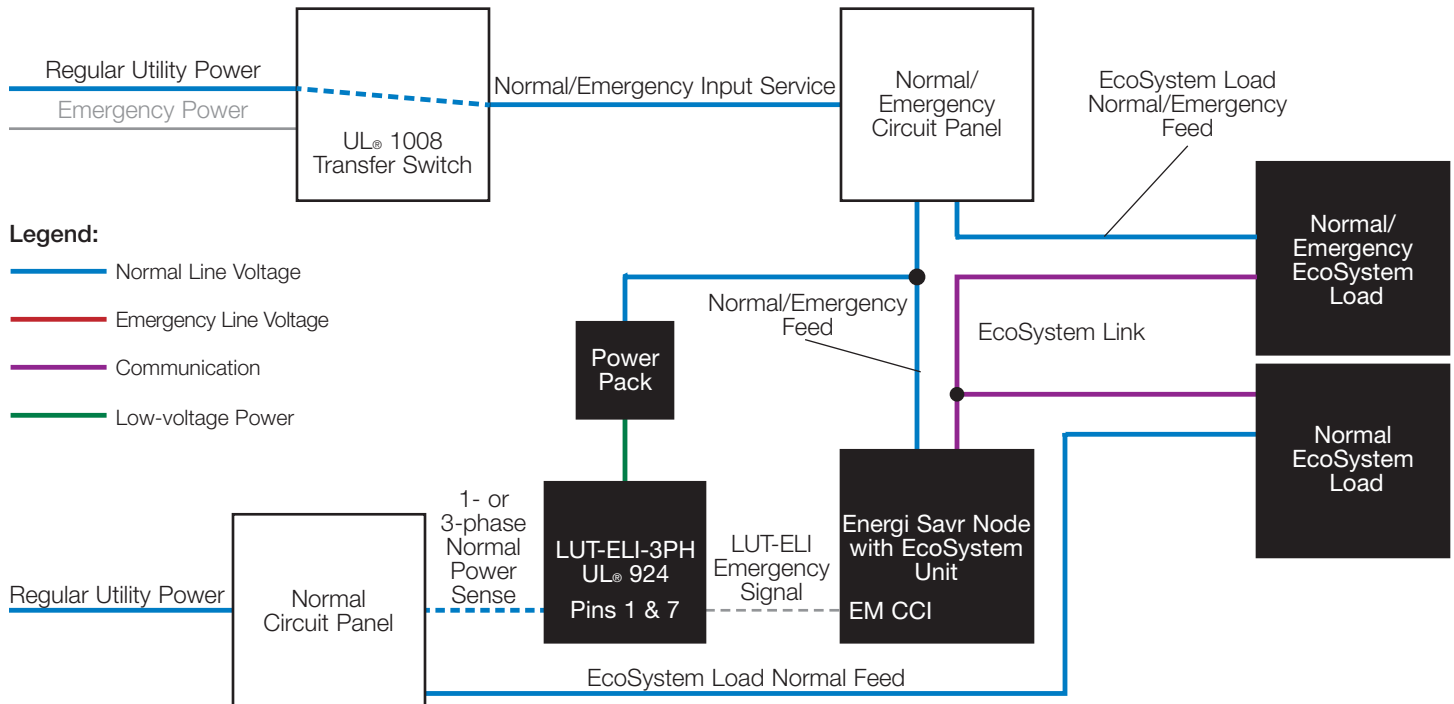 Regular Utility Power
Emergency Power
UL® 1008
Transfer Switch
Normal/Emergency Input Service
Normal/
Emergency
Circuit Panel
EcoSystem Load
Normal/Emergency
Feed
Normal/
Emergency
EcoSystem
Load
Legend:
Normal Line Voltage
Emergency Line Voltage
Communication
Low-voltage Power
Power
Pack
Normal/Emergency
Feed
EcoSystem Link
Normal
EcoSystem
Load
Regular Utility Power
Normal
Circuit Panel
1- or
3-phase
Normal
Power
Sense
LUT-ELI-3PH
UL® 924
Pins 1 & 7
LUT-ELI
Emergency
Signal
Energi Savr Node
with EcoSystem
Unit
EM CCI
EcoSystem Load Normal Feed